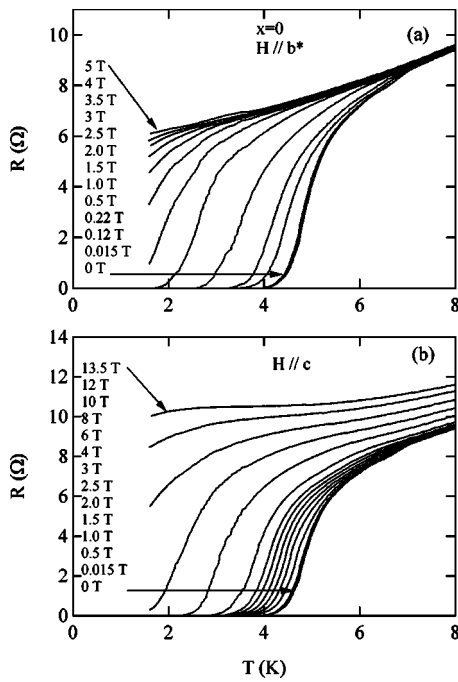 x=0
(a)
H // b*
10
8
6
4
2
0
R (Ω)
5 T
4 T
3.5 T
3 T
2.5 T
2.0 T
1.5 T
1.0 T
0.5 T
0.22 T
0.12 T
0.015 T
0 T
2
4
6
8
(b)
H // c
14
12
10
8
6
4
2
0
R (Ω)
13.5 T
12 T
10 T
8 T
6 T
4 T
3 T
2.5 T
2.0 T
1.5 T
1.0 T
0.5 T
0.015 T
0 T
2
4
6
8
T (K)